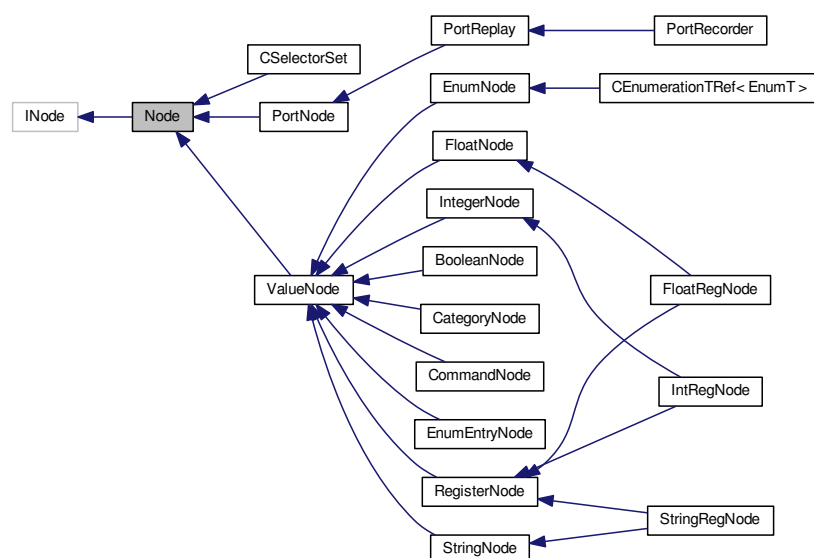 PortReplay
PortRecorder
CSelectorSet
EnumNode
CEnumerationTRef< EnumT >
INode
Node
PortNode
FloatNode
IntegerNode
BooleanNode
ValueNode
FloatRegNode
CategoryNode
CommandNode
IntRegNode
EnumEntryNode
RegisterNode
StringRegNode
StringNode